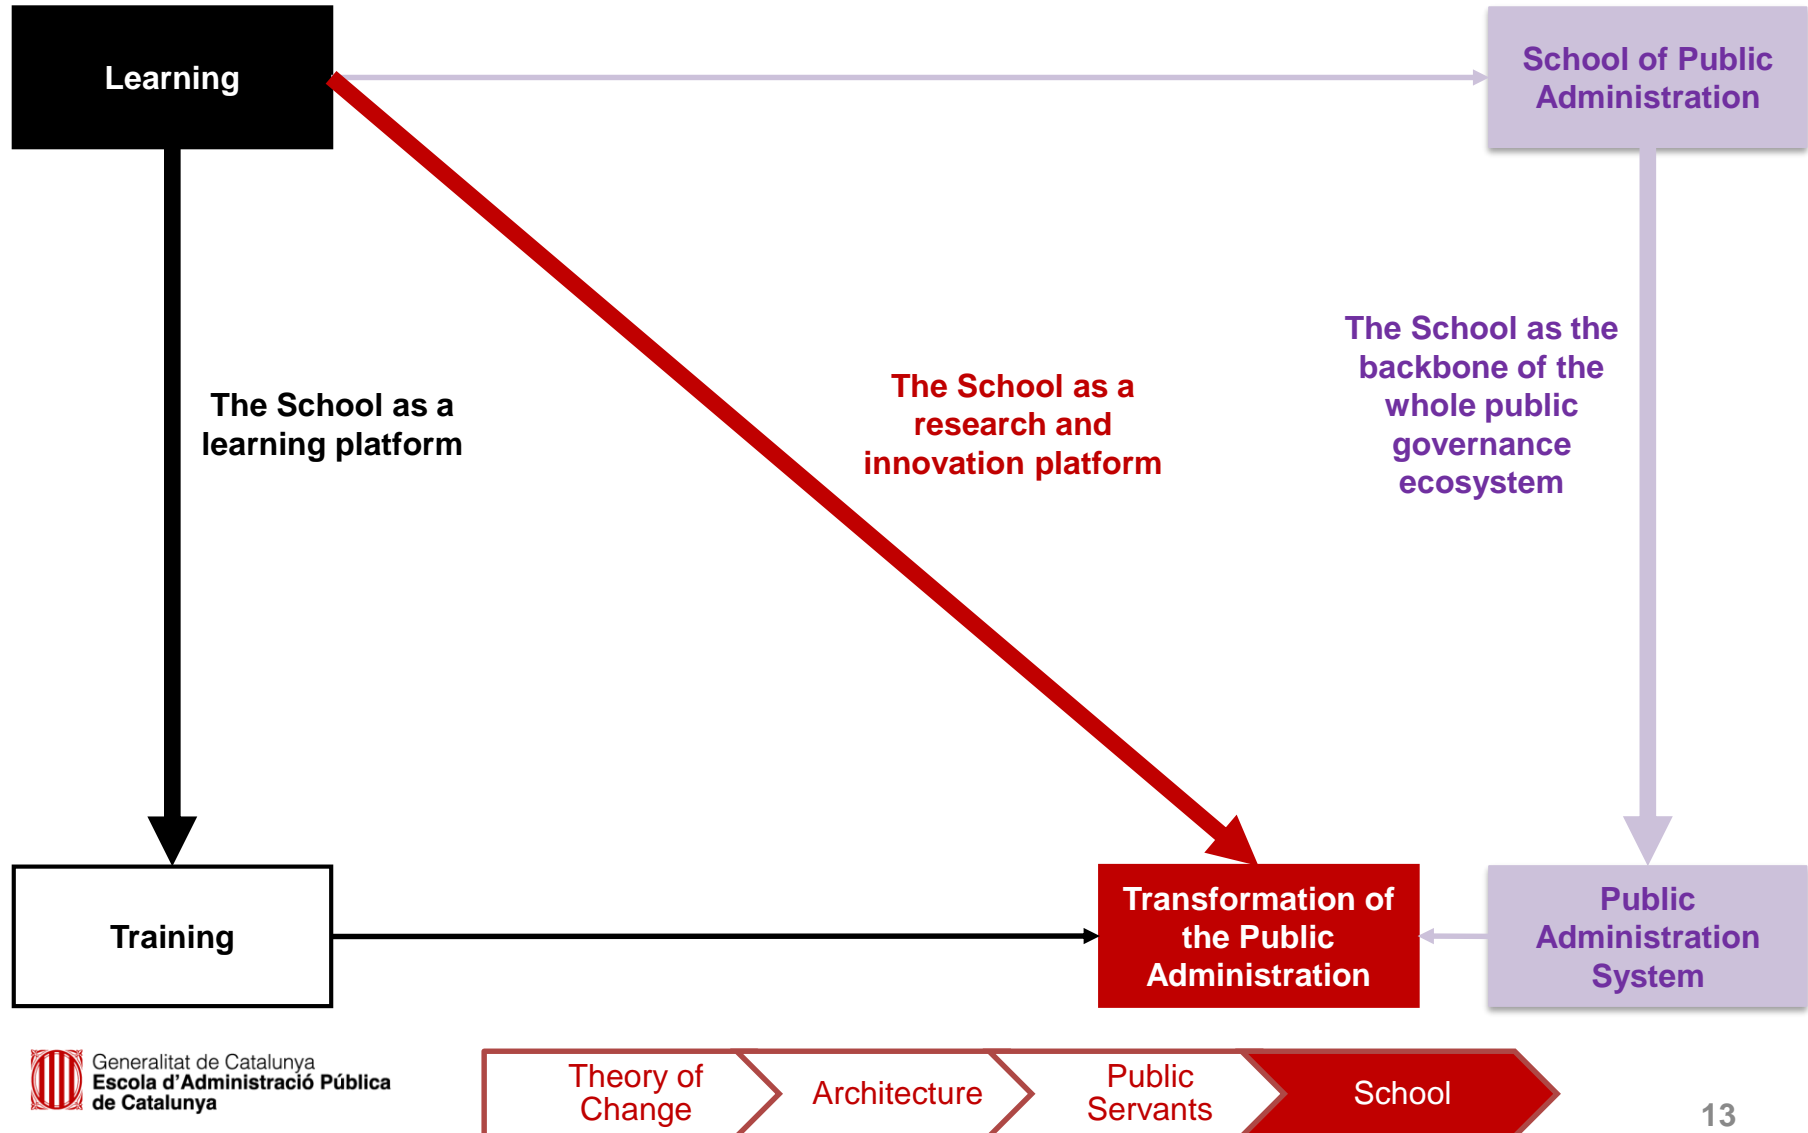 Learning
School of Public
Administration
The School as a
learning platform
The School as a
research and
innovation platform
The School as the
backbone of the
whole public
governance
ecosystem
Training
Transformation of
the Public
Administration
Public
Administration
System
Generalitat de Catalunya
Escola d'Administració Pública
de Catalunya
Theory of
Change
Architecture
Public
Servants
School
13